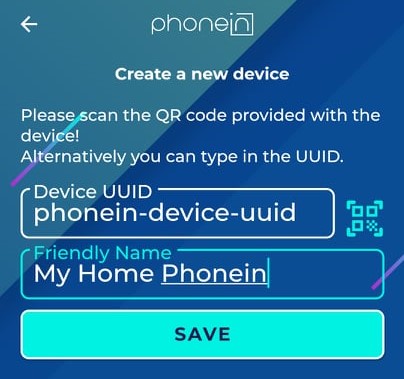 phonein
Create a new device
Please scan the QR code provided with the
device!
Alternatively you can type in the UUID.
Device UUID
phonein-device-uuid
Friendly Name
My Home Phonein
SAVE